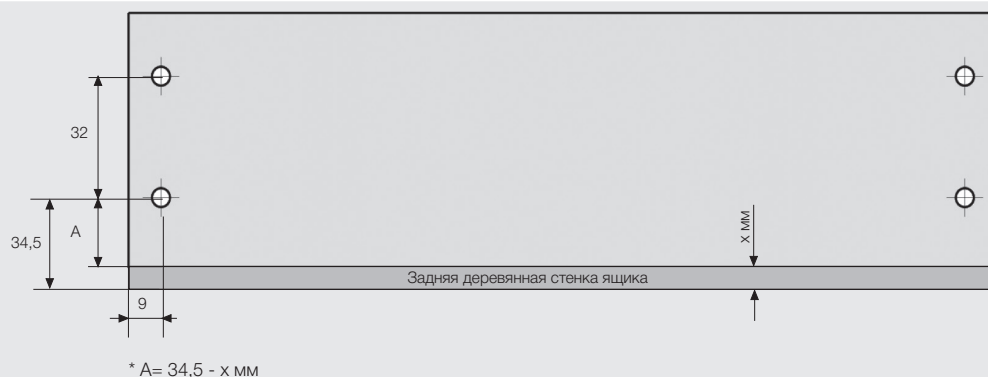 32
34,5
A
x мм
Задняя деревянная стенка ящика
9
* A= 34,5 - x мм